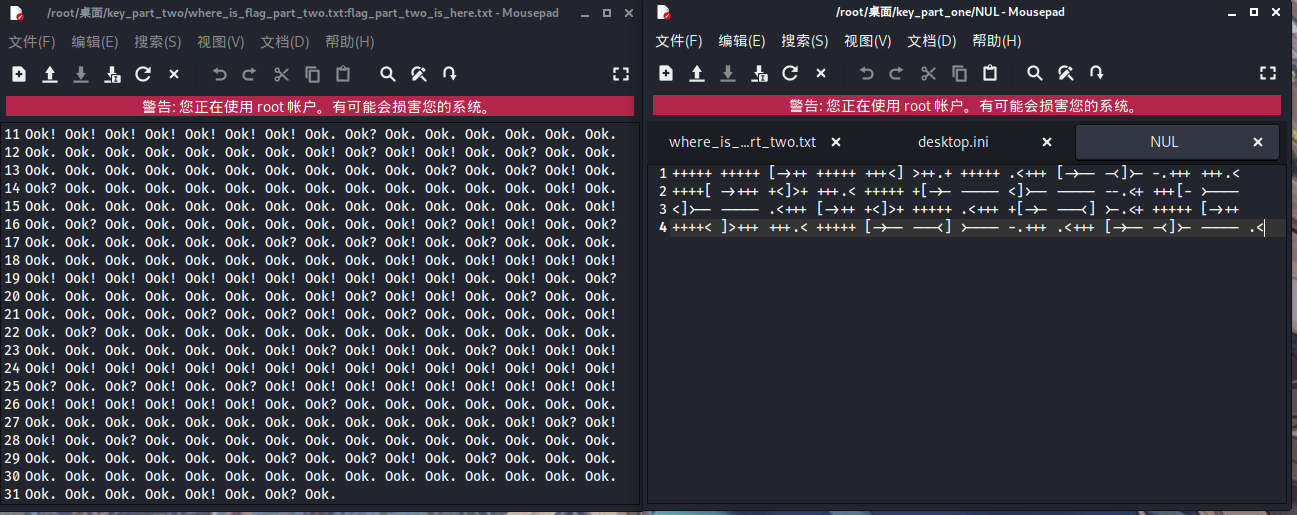 /root/桌面/key_part_two/where_is_flag_part_two.txt:flag_part_two_is_here.txt - Mousepad
文件(F) 编辑(E) 搜索(S) 视图(V) 文档(D) 帮助(H)
警告: 您正在使用 root 帐户。有可能会损害您的系统。
11 Ook! Ook! Ook! Ook! Ook! Ook! Ook! Ook. Ook? Ook. Ook. Ook. Ook. Ook. Ook.
12 Ook. Ook. Ook. Ook. Ook. Ook. Ook. Ook! Ook? Ook! Ook! Ook. Ook? Ook. Ook.
13 Ook. Ook. Ook. Ook. Ook. Ook. Ook. Ook. Ook. Ook? Ook. Ook? Ook! Ook. Ook.
14 Ook? Ook. Ook. Ook. Ook. Ook. Ook. Ook. Ook. Ook. Ook. Ook. Ook. Ook! Ook.
15 Ook. Ook. Ook. Ook. Ook. Ook. Ook. Ook. Ook. Ook. Ook. Ook. Ook. Ook. Ook!
16 Ook. Ook? Ook. Ook. Ook. Ook. Ook. Ook. Ook. Ook! Ook? Ook! Ook! Ook. Ook?
17 Ook. Ook. Ook. Ook. Ook. Ook. Ook? Ook. Ook? Ook! Ook. Ook? Ook. Ook. Ook.
18 Ook. Ook. Ook. Ook. Ook. Ook. Ook. Ook. Ook! Ook. Ook! Ook! Ook! Ook! Ook!
19 Ook! Ook! Ook! Ook! Ook! Ook! Ook! Ook! Ook! Ook! Ook! Ook! Ook. Ook. Ook?
20 Ook. Ook. Ook. Ook. Ook. Ook. Ook. Ook! Ook? Ook! Ook! Ook. Ook? Ook. Ook.
21 Ook. Ook. Ook. Ook. Ook? Ook. Ook? Ook! Ook. Ook? Ook. Ook. Ook. Ook. Ook!
22 Ook. Ook? Ook. Ook. Ook. Ook. Ook. Ook. Ook. Ook. Ook. Ook. Ook. Ook. Ook.
23 Ook. Ook. Ook. Ook. Ook. Ook. Ook! Ook? Ook! Ook! Ook. Ook? Ook! Ook! Ook!
24 Ook! Ook! Ook! Ook! Ook! Ook! Ook! Ook! Ook! Ook! Ook! Ook! Ook! Ook! Ook!
25 Ook? Ook. Ook? Ook! Ook. Ook? Ook! Ook! Ook! Ook! Ook! Ook! Ook! Ook! Ook!
26 Ook! Ook! Ook! Ook! Ook! Ook! Ook. Ook? Ook. Ook. Ook. Ook. Ook. Ook. Ook.
27 Ook. Ook. Ook. Ook. Ook. Ook. Ook. Ook. Ook. Ook. Ook. Ook. Ook! Ook? Ook!
28 Ook! Ook. Ook? Ook. Ook. Ook. Ook. Ook. Ook. Ook. Ook. Ook. Ook. Ook. Ook.
29 Ook. Ook. Ook. Ook. Ook. Ook. Ook? Ook. Ook? Ook! Ook. Ook? Ook. Ook. Ook.
30 Ook. Ook. Ook. Ook. Ook. Ook. Ook. Ook. Ook. Ook. Ook. Ook. Ook. Ook. Ook.
31 Ook. Ook. Ook. Ook. Ook! Ook. Ook? Ook.
/root/桌面/key_part_one/NUL - Mousepad
文件(F) 编辑(E) 搜索(S) 视图(V) 文档(D) 帮助(H)
警告: 您正在使用 root 帐户。有可能会损害您的系统。
where_is_...rt_two.txt desktop.ini NUL
1 +++++ +++++ [->++ +++++ +++<] >++.+ +++++ .<+++ [->-- -<]>- -.+++ +++.<
2 ++++[ ->+++ +<]>+ +++.< +++++ +[->- ----- <]>-- ----- --.<+ +++[- >----
3 <]>-- ----- .<+++ [->++ +<]>+ +++++ .<+++ +[->- ---<] >-.<+ +++++ [->++
4 ++++< ]>+++ +++.< +++++ [->-- ---<] >---- -.+++ .<+++ [->-- -<]>- ----- .<